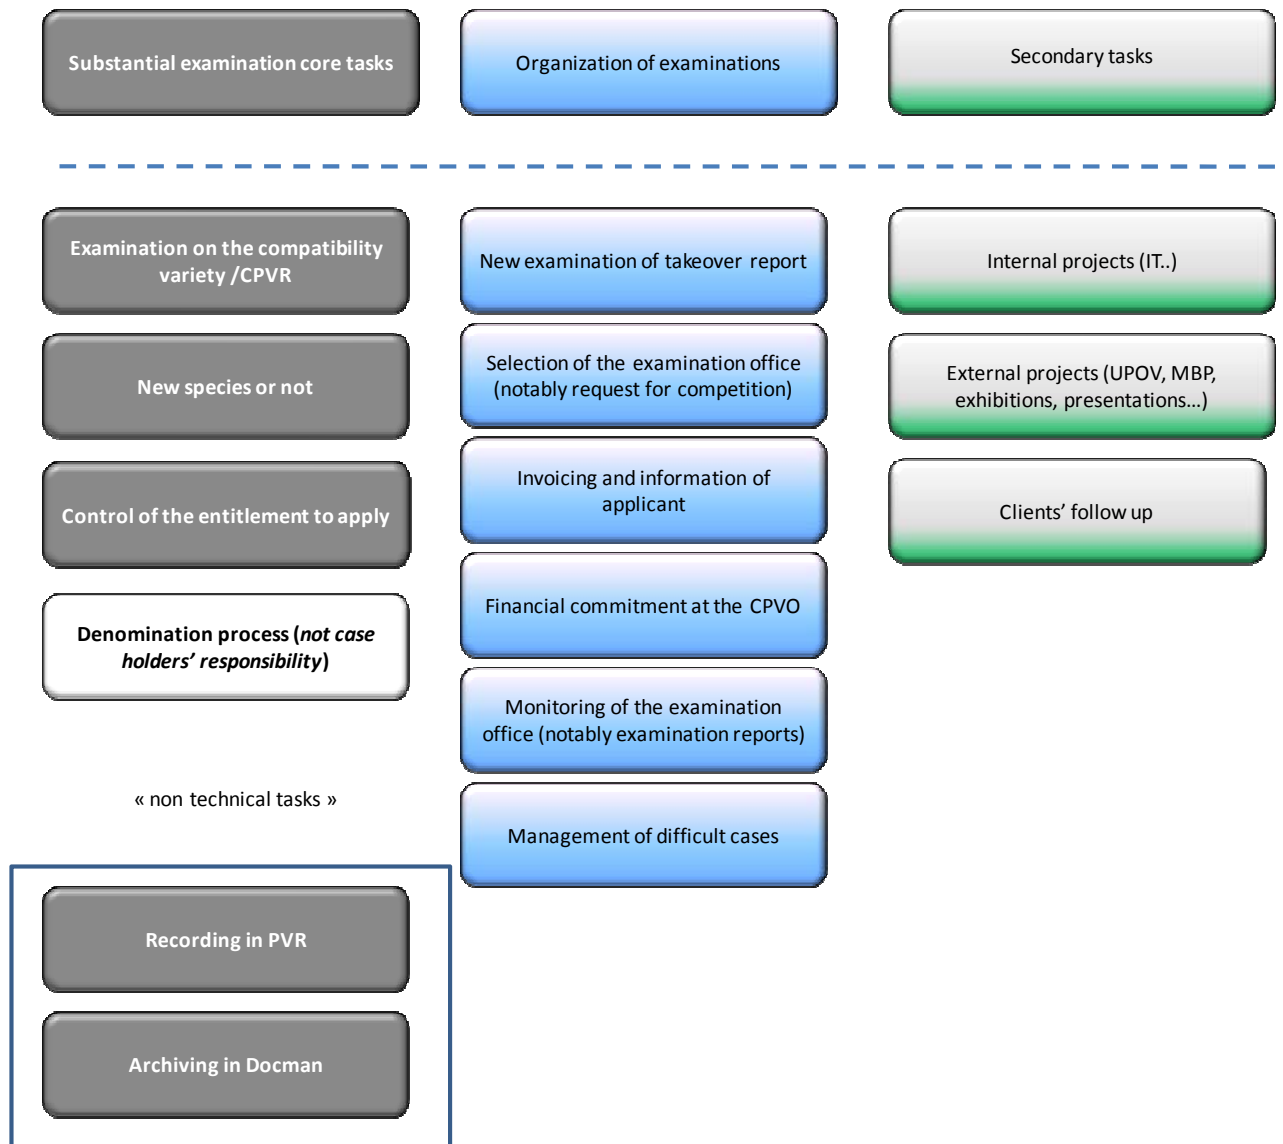 Substantial examination core tasks
Organization of examinations
Secondary tasks
Examination on the compatibility
variety /CPVR
New species or not
Control of the entitlement to apply
Denomination process (not case
holders’ responsibility)
« non technical tasks »
Recording in PVR
Archiving in Docman
New examination of takeover report
Selection of the examination office
(notably request for competition)
Invoicing and information of
applicant
Financial commitment at the CPVO
Monitoring of the examination
office (notably examination reports)
Management of difficult cases
Internal projects (IT..)
External projects (UPOV, MBP,
exhibitions, presentations...)
Clients’ follow up